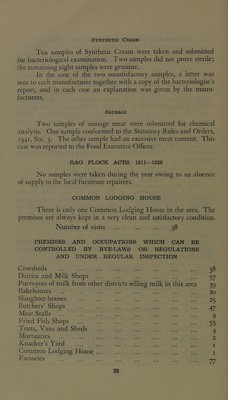 SYNTHETIC CREAM
Ten samples of Synthetic Cream were taken and submitted
for bacteriological examination. Two samples did not prove sterile;
the remaining eight samples were genuine.
In the case of the two unsatisfactory samples, a letter was
sent to each manufacturer together with a copy of the bacteriologist's
report, and in each case an explanation was given by the manu-
facturers.
SAUSAGE
Two samples of sausage meat were submitted for chemical
analysis. One sample conformed to the Statutory Rules and Orders,
1941, Sec. 3. The other sample had an excessive meat content. This
case was reported to the Food Executive Officer.
RAG FLOCK ACTS. 1911—1928
No samples were taken during the year owing to an absence
of supply to the local furniture repairers.
COMMON LODGING HOUSE
There is only one Common Lodging House in the area. The
premises are always kept in a very clean and satisfactory condition.
Number of visits ... ... ... 38
PREMISES AND OCCUPATIONS WHICH CAN BE
CONTROLLED BY BYE-LAWS OR REGULATIONS
AND UNDER REGULAR INSPECTION
Cowsheds ... 38
Dairies and Milk Shops ... 57
Purveyors of milk from other districts selling milk in this area 39
Bakehouses ... 20
Slaughter-houses ... 25
Butchers' Shops ... 47
Meat Stalls ... 9
Fried Fish Shops ... 55
Tents, Vans and Sheds ... 4
Mortuaries ... 2
Knacker's Yard ... 1
Common Lodging House ... 1
Factories ... 77
22